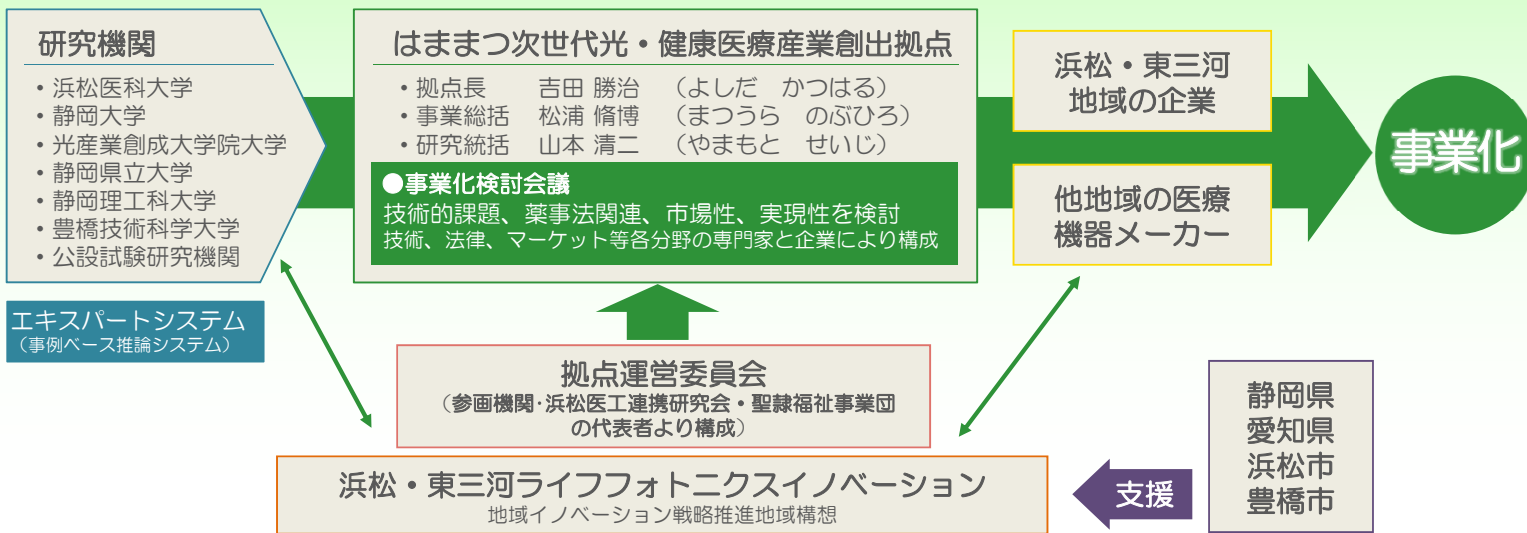 研究機関
・浜松医科大学
・静岡大学
・光産業創成大学院大学
・静岡県立大学
・静岡理工科大学
・豊橋技術科学大学
・公設試験研究機関
エキスパートシステム
（事例ベース推論システム）
はままつ次世代光・健康医療産業創出拠点
・拠点長　吉田 勝治　（よしだ　かつはる）
・事業総括　松浦 脩博　（まつうら　のぶひろ）
・研究統括　山本 清二　（やまもと　せいじ）
●事業化検討会議
技術的課題、薬事法関連、市場性、実現性を検討
技術、法律、マーケット等各分野の専門家と企業により構成
浜松・東三河
地域の企業
他地域の医療
機器メーカー
事業化
拠点運営委員会
（参画機関・浜松医工連携研究会・聖隷福祉事業団
の代表者より構成）
浜松・東三河ライフフォトニクスイノベーション
地域イノベーション戦略推進地域構想
支援
静岡県
愛知県
浜松市
豊橋市